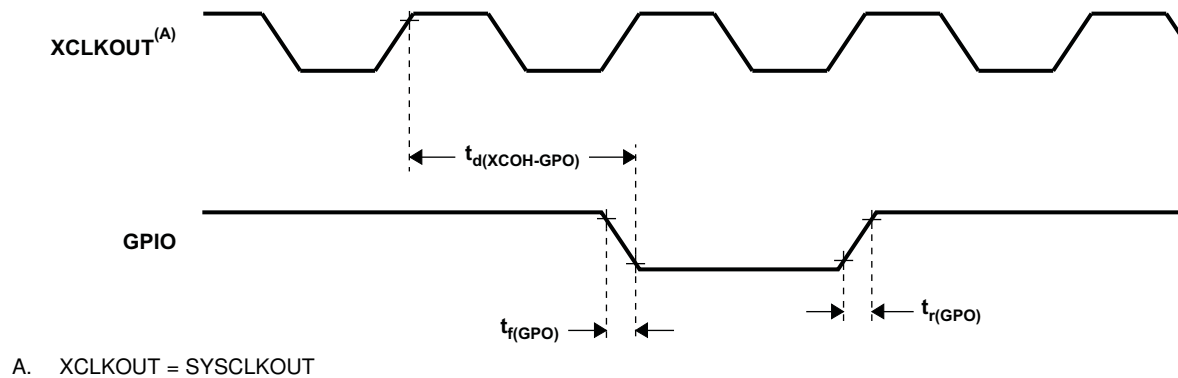 XCLKOUT(A)
td(XCOH-GPO)
GPIO
tf(GPO)
tr(GPO)
A. XCLKOUT = SYSCLKOUT